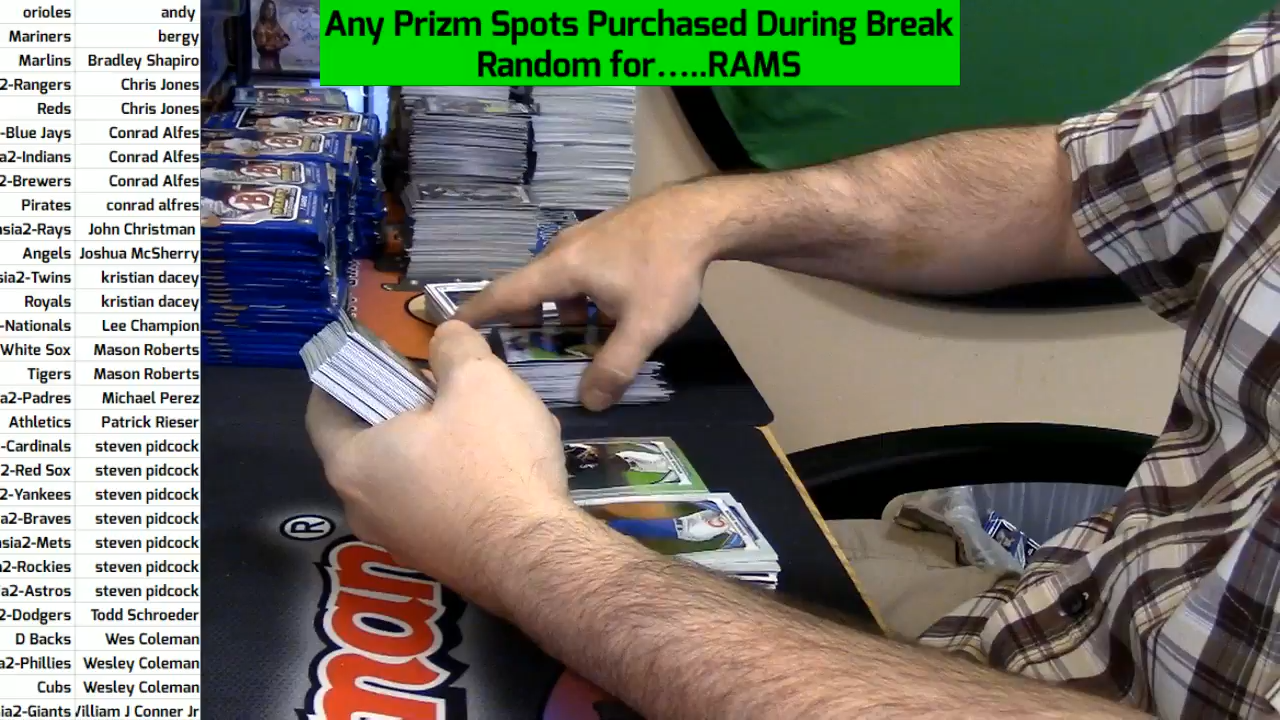 Any Prizm Spots Purchased During Break
Random for.....RAMS
orioles andy
Mariners bergy
Marlins Bradley Shapiro
2-Rangers Chris Jones
Reds Chris Jones
-Blue Jays Conrad Alfes
a2-Indians Conrad Alfes
2-Brewers Conrad Alfes
Pirates conrad alfres
asia2-Rays John Christman
Angels Joshua McSherry
sia2-Twins kristian dacey
Royals kristian dacey
-Nationals Lee Champion
White Sox Mason Roberts
Tigers Mason Roberts
a2-Padres Michael Perez
Athletics Patrick Rieser
-Cardinals steven pidcock
2-Red Sox steven pidcock
2-Yankees steven pidcock
a2-Braves steven pidcock
asia2-Mets steven pidcock
a2-Rockies steven pidcock
ia2-Astros steven pidcock
2-Dodgers Todd Schroeder
D Backs Wes Coleman
a2-Phillies Wesley Coleman
Cubs Wesley Coleman
sia2-Giants William J Conner Jr
man ®